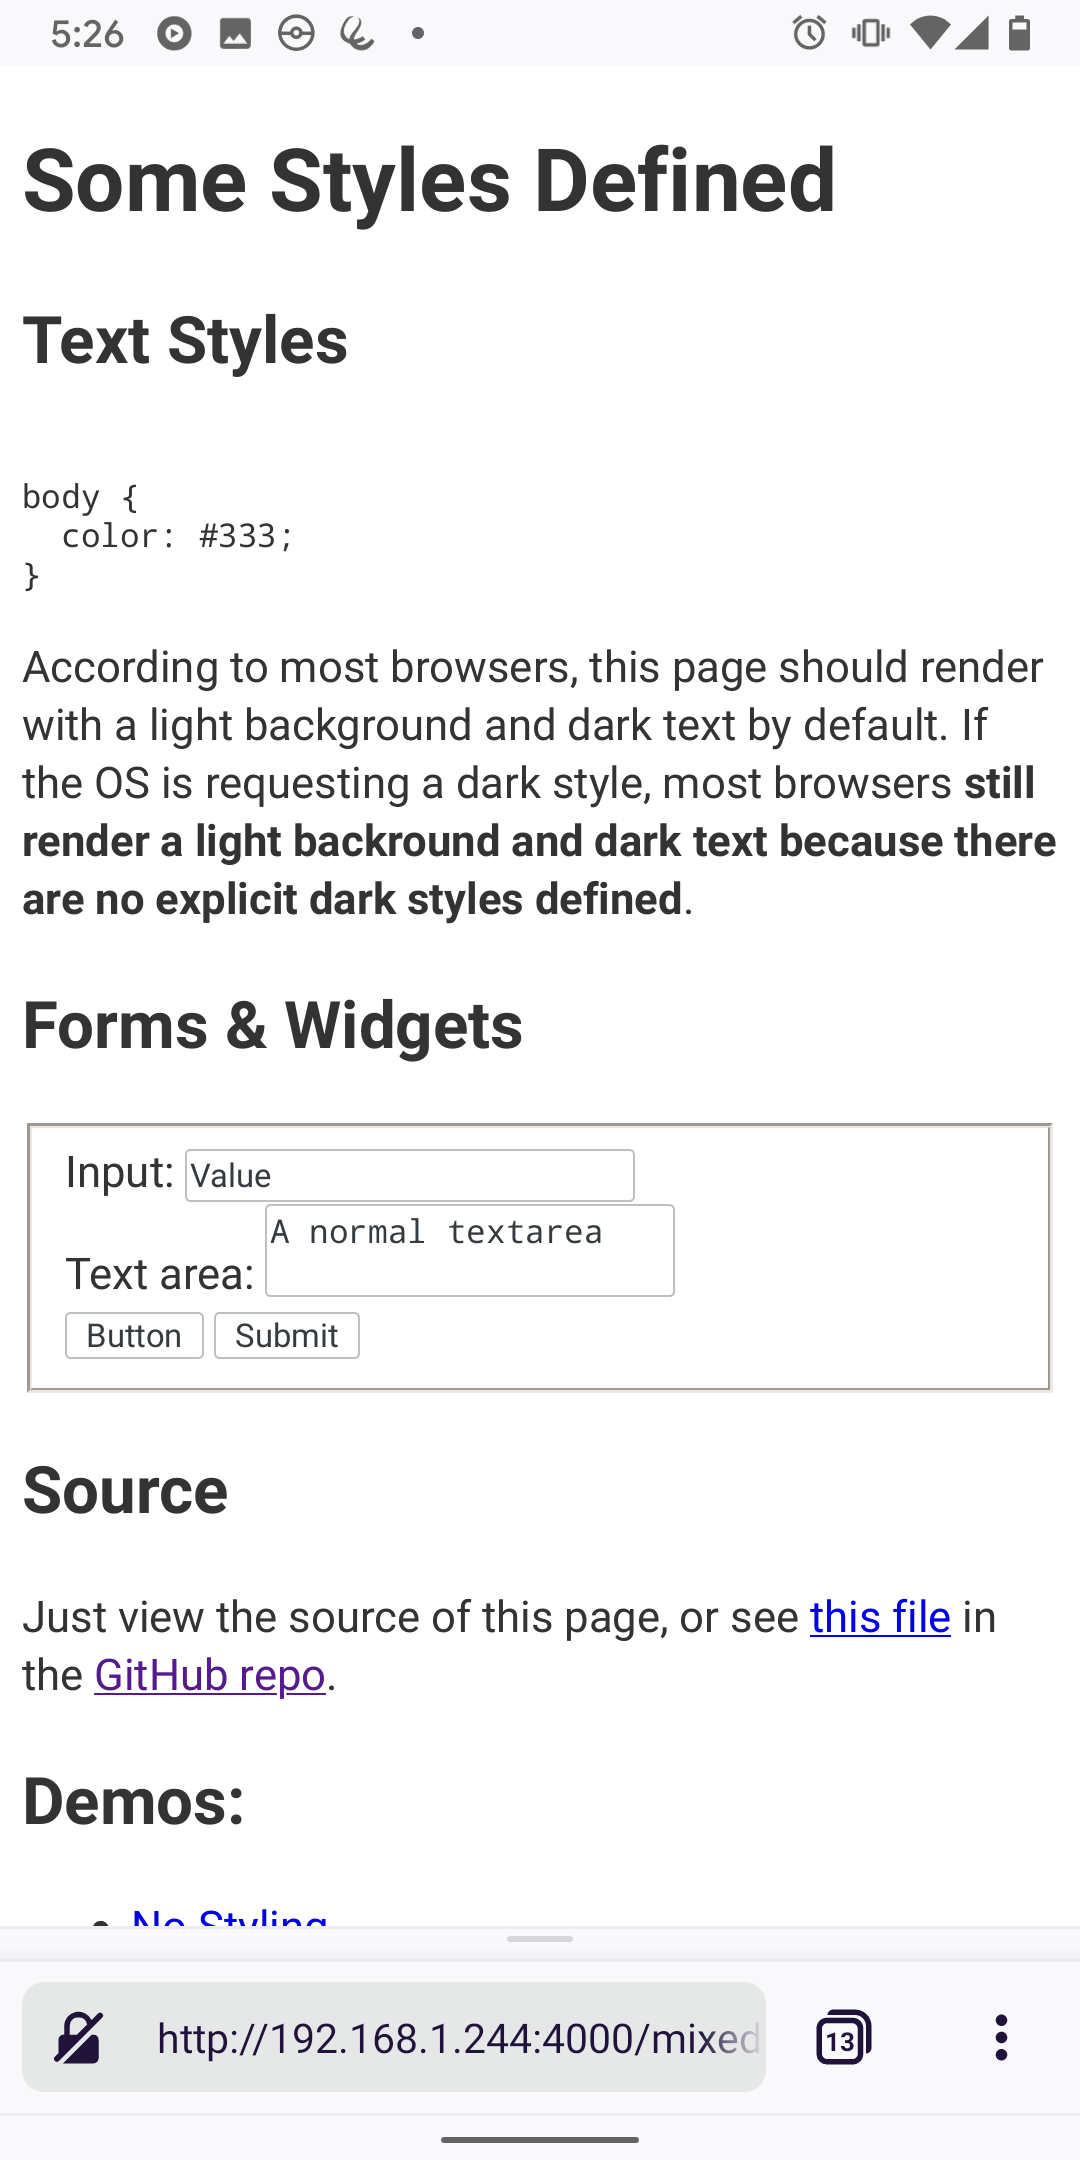 5:26
Some Styles Defined
Text Styles
body {
  color: #333;
}
According to most browsers, this page should render
with a light background and dark text by default. If
the OS is requesting a dark style, most browsers still
render a light backround and dark text because there
are no explicit dark styles defined.
Forms & Widgets
Input: Value
A normal textarea
Text area:
Button Submit
Source
Just view the source of this page, or see this file in
the GitHub repo.
Demos:
• No Styling
http://192.168.1.244:4000/mixed
13